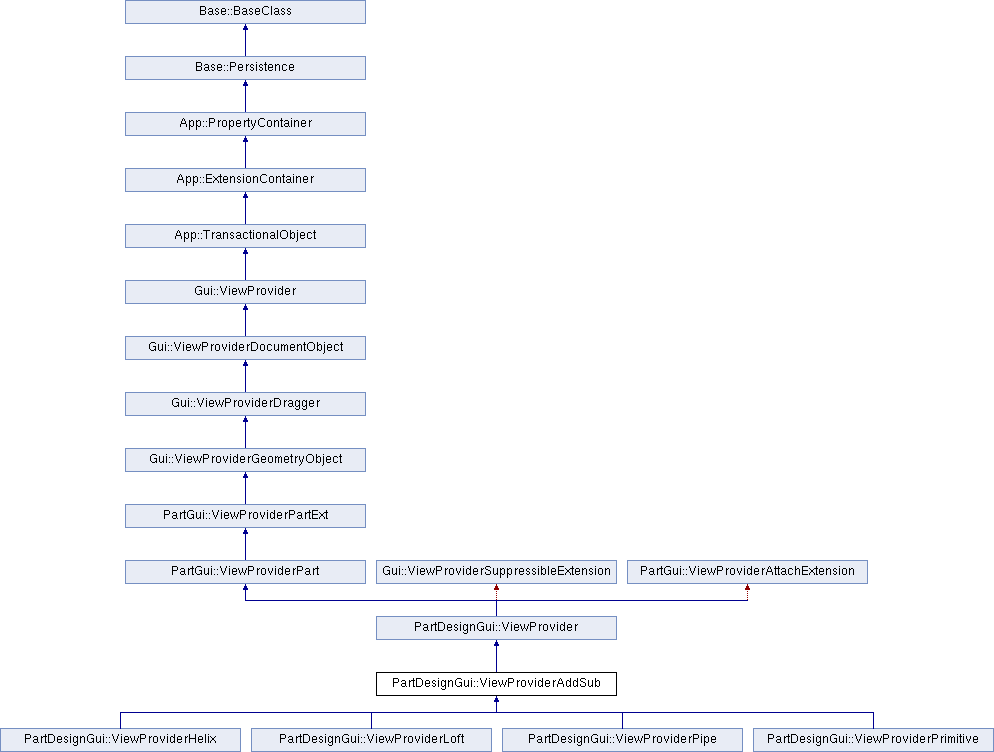 Base::BaseClass
Base::Persistence
App::PropertyContainer
App::ExtensionContainer
App::TransactionalObject
Gui::ViewProvider
Gui::ViewProviderDocumentObject
Gui::ViewProviderDragger
Gui::ViewProviderGeometryObject
PartGui::ViewProviderPartExt
PartGui::ViewProviderPart
Gui::ViewProviderSuppressibleExtension
PartGui::ViewProviderAttachExtension
PartDesignGui::ViewProvider
PartDesignGui::ViewProviderAddSub
PartDesignGui::ViewProviderHelix
PartDesignGui::ViewProviderLoft
PartDesignGui::ViewProviderPipe
PartDesignGui::ViewProviderPrimitive